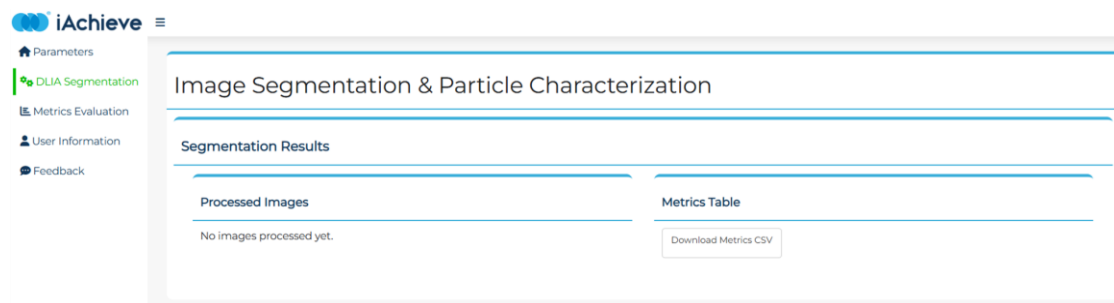 iAchieve
Parameters
DLIA Segmentation
Metrics Evaluation
User Information
Feedback
Image Segmentation & Particle Characterization
Segmentation Results
Processed Images
No images processed yet.
Metrics Table
Download Metrics CSV